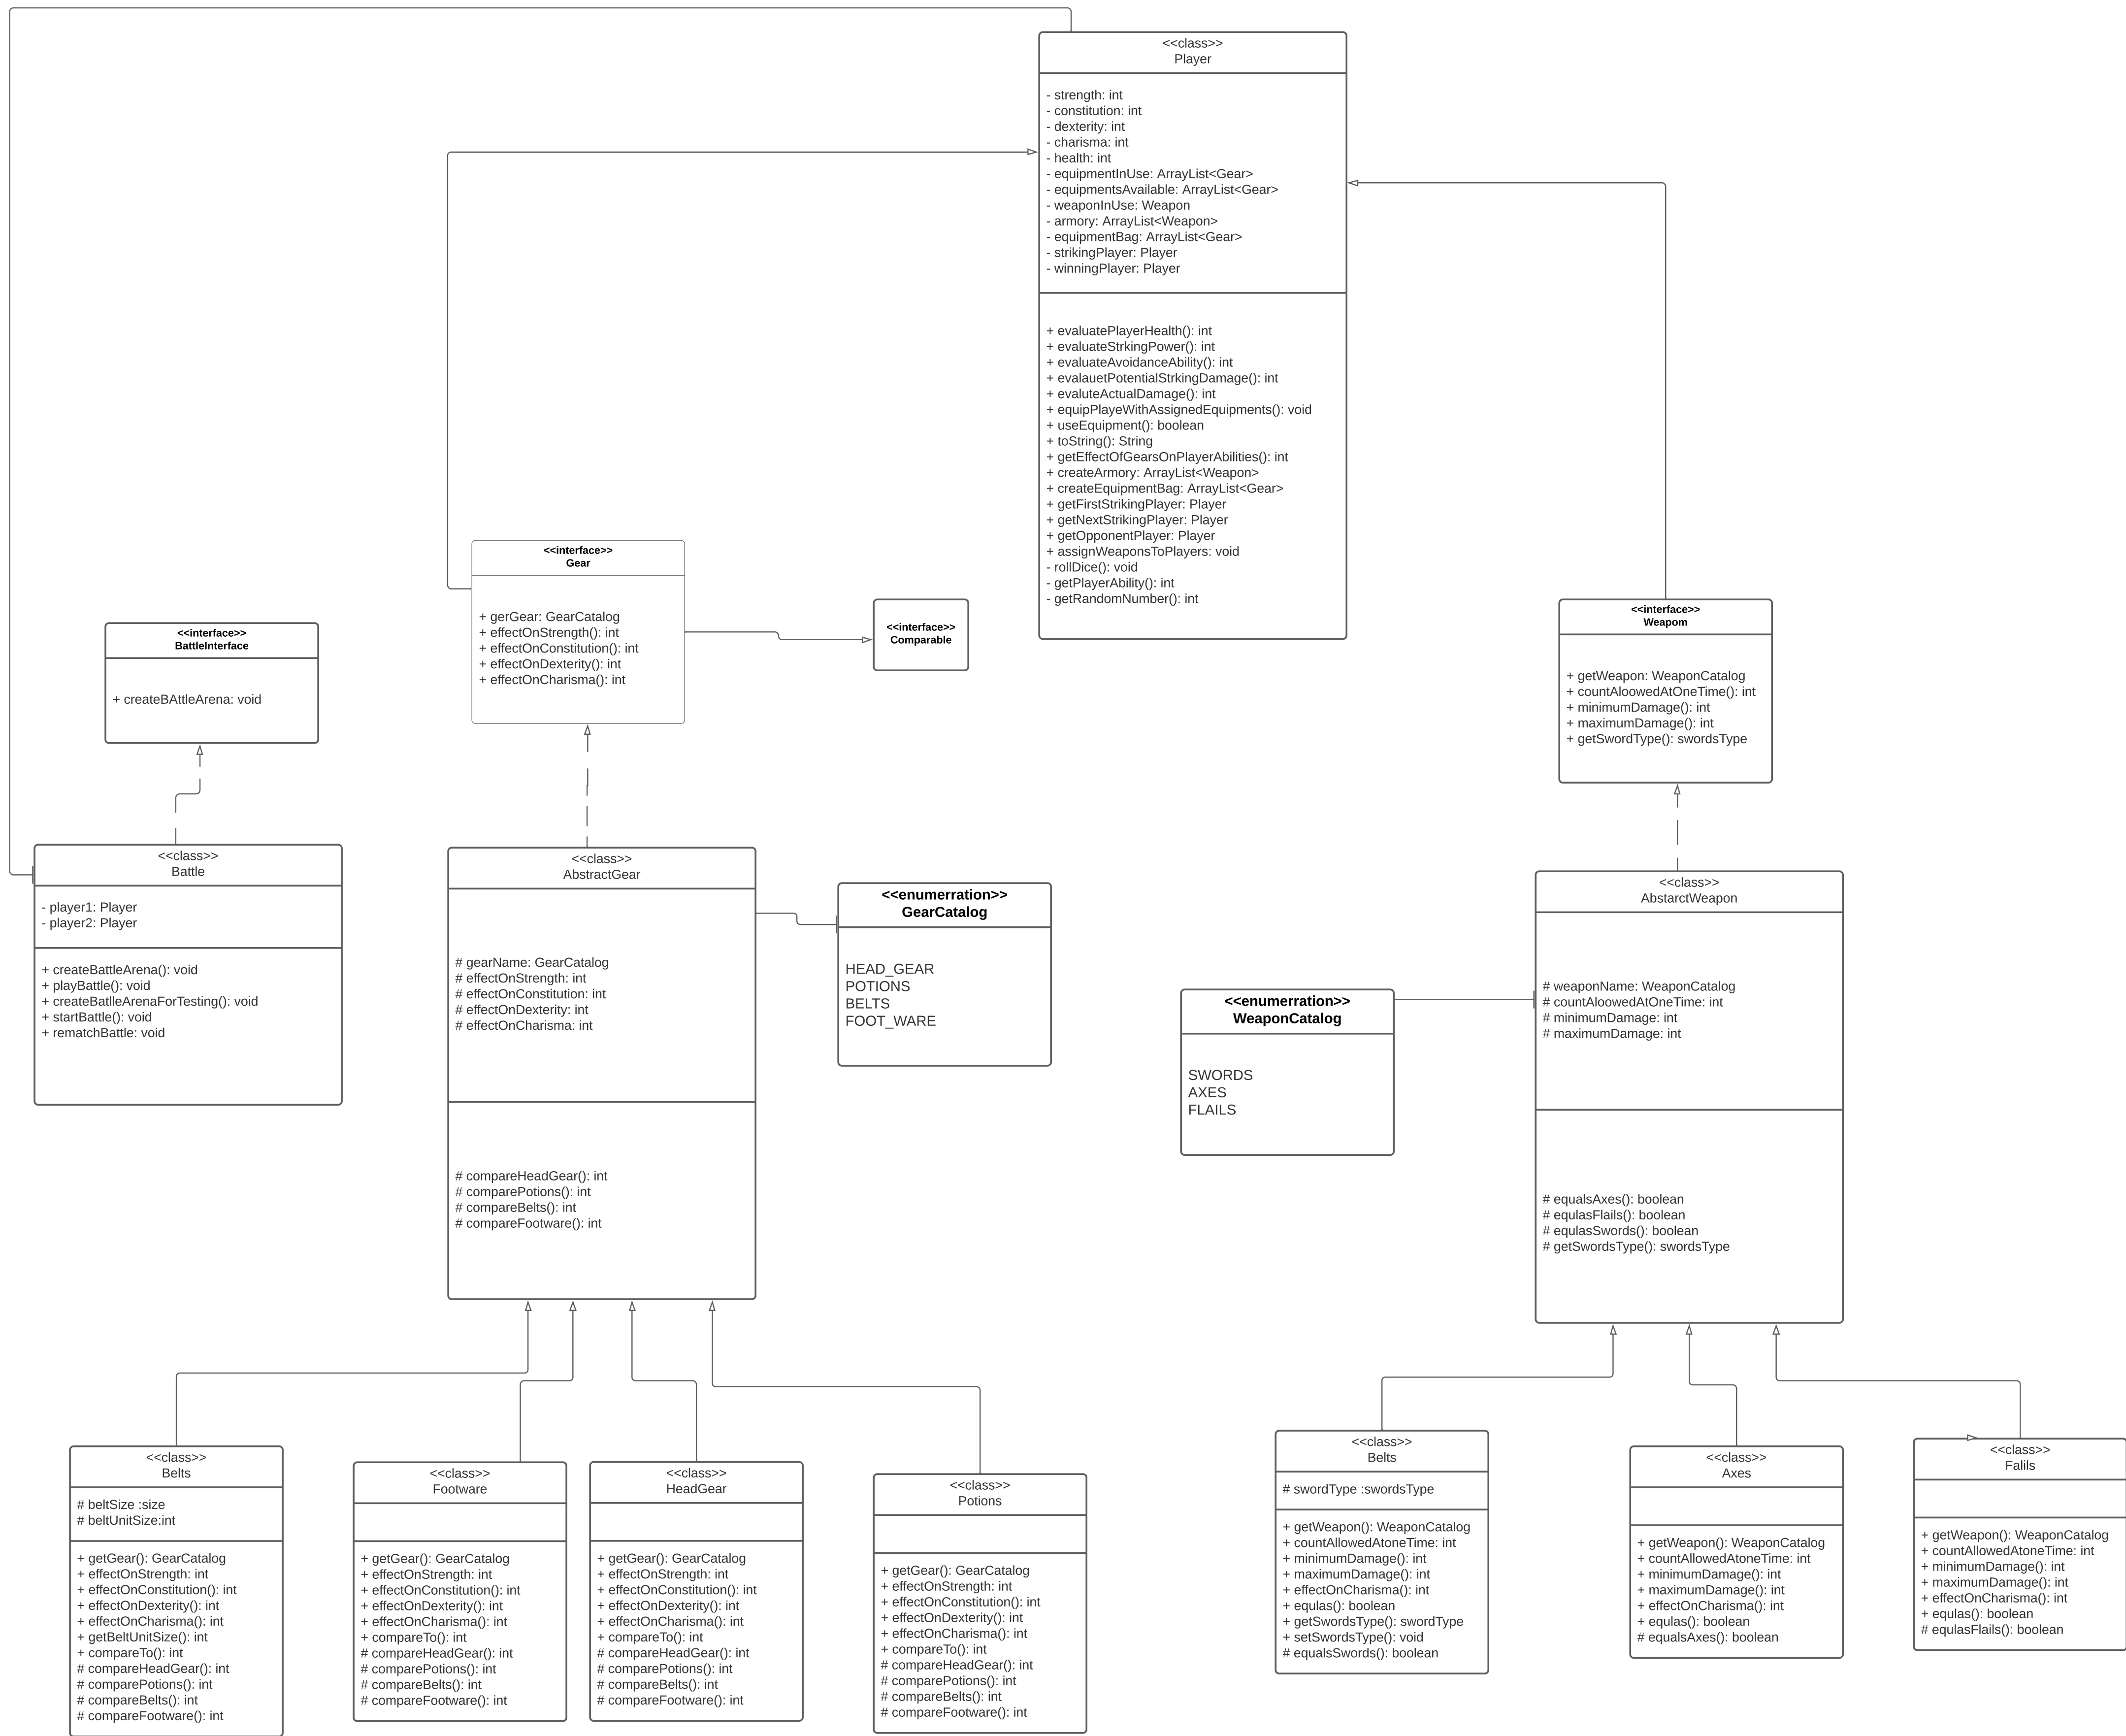 <<class>>
Player
- strength: int
- constitution: int
- dexterity: int
- charisma: int
- health: int
- equipmentInUse: ArrayList<Gear>
- equipmentsAvailable: ArrayList<Gear>
- weaponInUse: Weapon
- armory: ArrayList<Weapon>
- equipmentBag: ArrayList<Gear>
- strikingPlayer: Player
- winningPlayer: Player
+ evaluatePlayerHealth(): int
+ evaluateStrkingPower(): int
+ evaluateAvoidanceAbility(): int
+ evalauetPotentialStrkingDamage(): int
+ evaluteActualDamage(): int
+ equipPlayeWithAssignedEquipments(): void
+ useEquipment(): boolean
+ toString(): String
+ getEffectOfGearsOnPlayerAbilities(): int
+ createArmory: ArrayList<Weapon>
+ createEquipmentBag: ArrayList<Gear>
+ getFirstStrikingPlayer: Player
+ getNextStrikingPlayer: Player
+ getOpponentPlayer: Player
+ assignWeaponsToPlayers: void
- rollDice(): void
- getPlayerAbility(): int
- getRandomNumber(): int
<<interface>>
Gear
+ gerGear: GearCatalog
+ effectOnStrength(): int
+ effectOnConstitution(): int
+ effectOnDexterity(): int
+ effectOnCharisma(): int
<<interface>>
Comparable
<<interface>>
Weapom
+ getWeapon: WeaponCatalog
+ countAloowedAtOneTime(): int
+ minimumDamage(): int
+ maximumDamage(): int
+ getSwordType(): swordsType
<<interface>>
BattleInterface
+ createBAttleArena: void
<<class>>
Battle
- player1: Player
- player2: Player
+ createBattleArena(): void
+ playBattle(): void
+ createBatlleArenaForTesting(): void
+ startBattle(): void
+ rematchBattle: void
<<class>>
AbstractGear
# gearName: GearCatalog
# effectOnStrength: int
# effectOnConstitution: int
# effectOnDexterity: int
# effectOnCharisma: int
# compareHeadGear(): int
# comparePotions(): int
# compareBelts(): int
# compareFootware(): int
<<enumerration>>
GearCatalog
HEAD_GEAR
POTIONS
BELTS
FOOT_WARE
<<enumerration>>
WeaponCatalog
SWORDS
AXES
FLAILS
<<class>>
AbstarctWeapon
# weaponName: WeaponCatalog
# countAloowedAtOneTime: int
# minimumDamage: int
# maximumDamage: int
# equalsAxes(): boolean
# equlasFlails(): boolean
# equlasSwords(): boolean
# getSwordsType(): swordsType
<<class>>
Belts
# beltSize :size
# beltUnitSize:int
+ getGear(): GearCatalog
+ effectOnStrength: int
+ effectOnConstitution(): int
+ effectOnDexterity(): int
+ effectOnCharisma(): int
+ getBeltUnitSize(): int
+ compareTo(): int
# compareHeadGear(): int
# comparePotions(): int
# compareBelts(): int
# compareFootware(): int
<<class>>
Footware
+ getGear(): GearCatalog
+ effectOnStrength: int
+ effectOnConstitution(): int
+ effectOnDexterity(): int
+ effectOnCharisma(): int
+ compareTo(): int
# compareHeadGear(): int
# comparePotions(): int
# compareBelts(): int
# compareFootware(): int
<<class>>
HeadGear
+ getGear(): GearCatalog
+ effectOnStrength: int
+ effectOnConstitution(): int
+ effectOnDexterity(): int
+ effectOnCharisma(): int
+ compareTo(): int
# compareHeadGear(): int
# comparePotions(): int
# compareBelts(): int
# compareFootware(): int
<<class>>
Potions
+ getGear(): GearCatalog
+ effectOnStrength: int
+ effectOnConstitution(): int
+ effectOnDexterity(): int
+ effectOnCharisma(): int
+ compareTo(): int
# compareHeadGear(): int
# comparePotions(): int
# compareBelts(): int
# compareFootware(): int
<<class>>
Belts
# swordType :swordsType
+ getWeapon(): WeaponCatalog
+ countAllowedAtoneTime: int
+ minimumDamage(): int
+ maximumDamage(): int
+ effectOnCharisma(): int
+ equlas(): boolean
+ getSwordsType(): swordType
+ setSwordsType(): void
# equalsSwords(): boolean
<<class>>
Axes
+ getWeapon(): WeaponCatalog
+ countAllowedAtoneTime: int
+ minimumDamage(): int
+ maximumDamage(): int
+ effectOnCharisma(): int
+ equlas(): boolean
# equalsAxes(): boolean
<<class>>
Falils
+ getWeapon(): WeaponCatalog
+ countAllowedAtoneTime: int
+ minimumDamage(): int
+ maximumDamage(): int
+ effectOnCharisma(): int
+ equlas(): boolean
# equlasFlails(): boolean